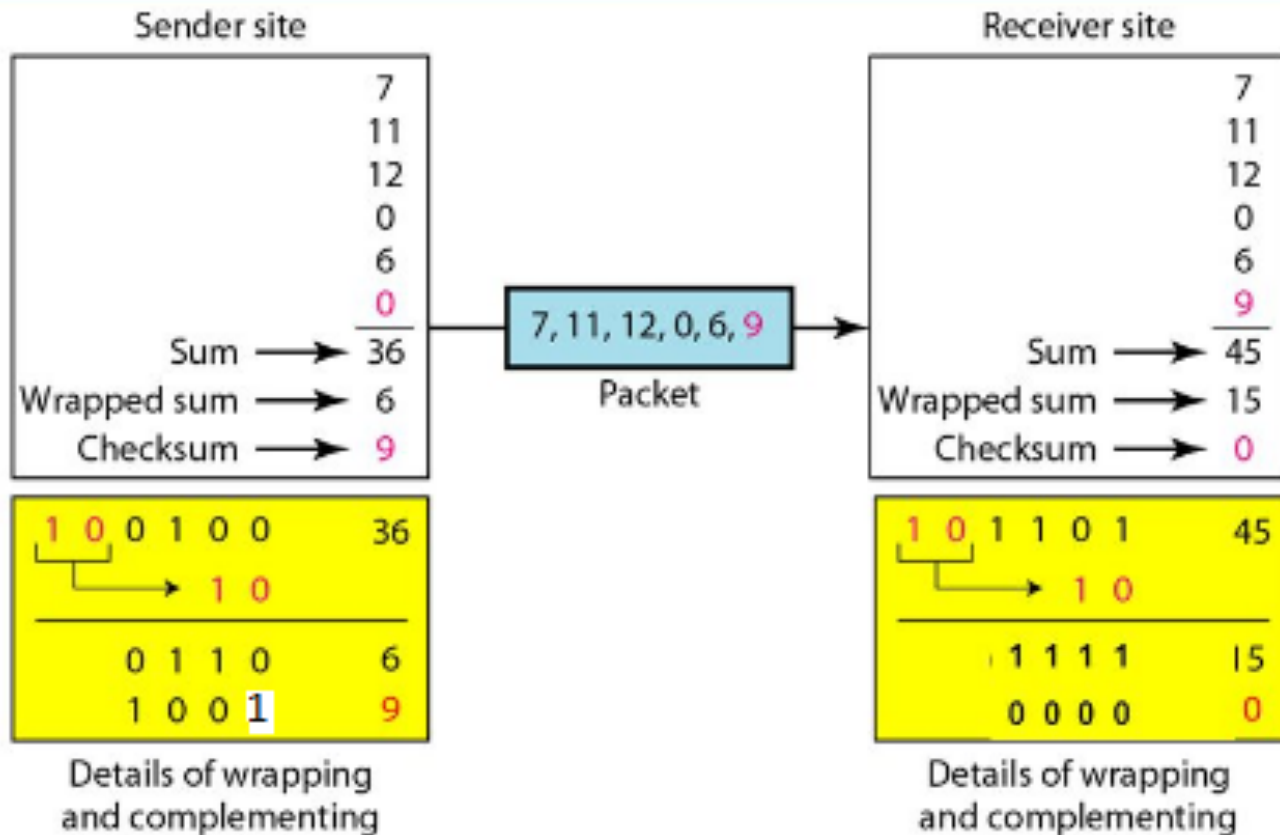 Sender site
7
11
12
0
6
0
Sum 36
Wrapped sum 6
Checksum 9
1 0 0 1 0 0 36
1 0
0 1 1 0 6
1 0 0 1 9
Details of wrapping
and complementing
7, 11, 12, 0, 6, 9
Packet
Receiver site
7
11
12
0
6
9
Sum 45
Wrapped sum 15
Checksum 0
1 0 1 1 0 1 45
1 0
1 1 1 1 15
0 0 0 0 0
Details of wrapping
and complementing